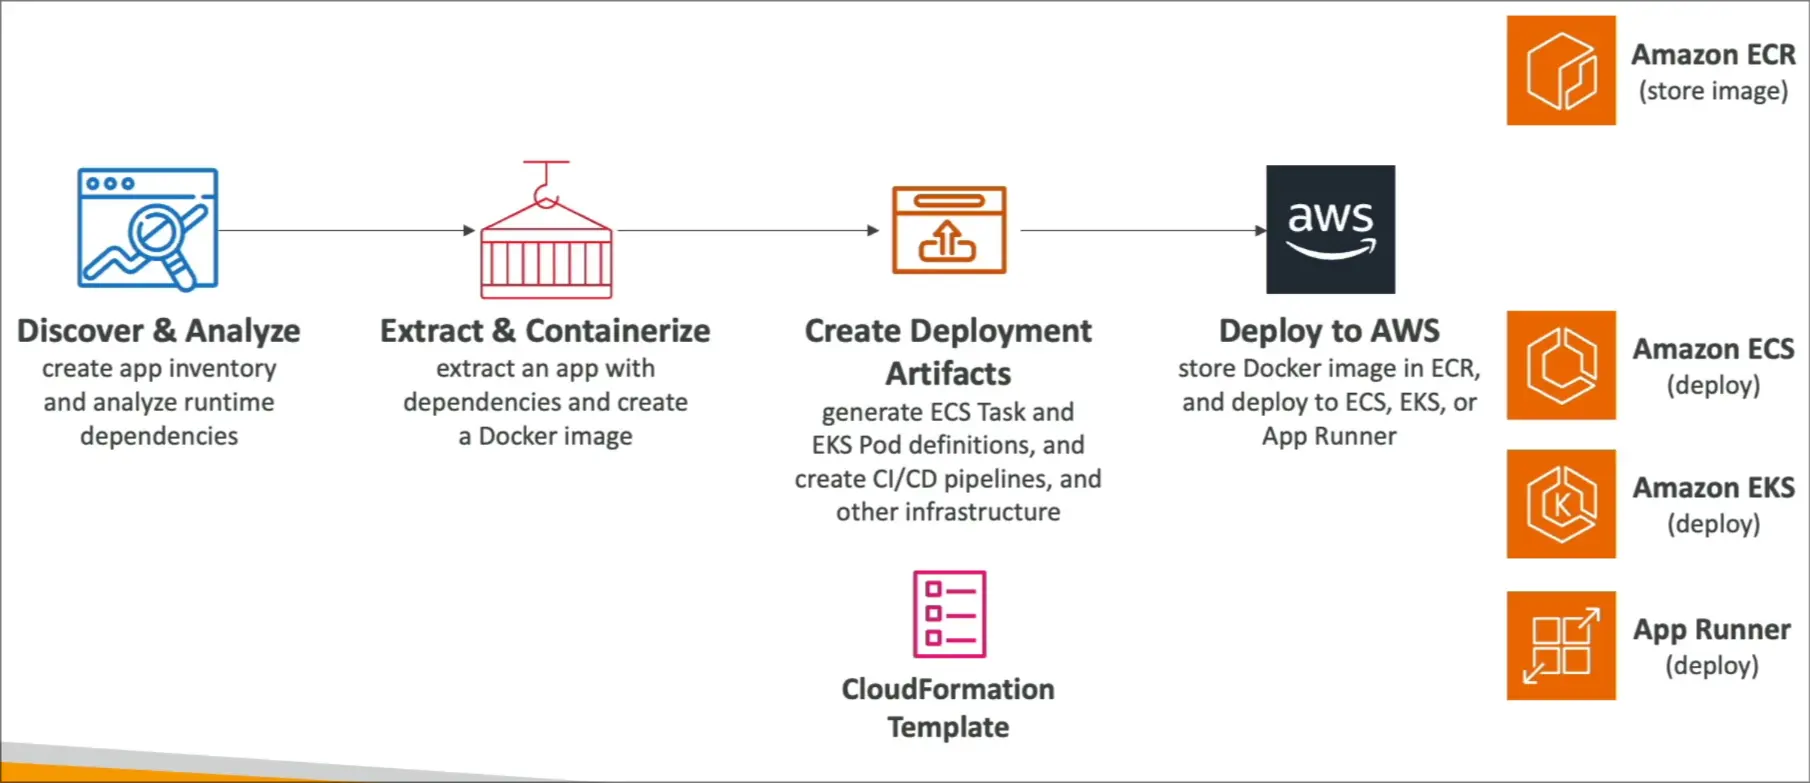 Discover & Analyze
create app inventory
and analyze runtime
dependencies
Extract & Containerize
extract an app with
dependencies and create
a Docker image
Create Deployment
Artifacts
generate ECS Task and
EKS Pod definitions, and
create CI/CD pipelines, and
other infrastructure
CloudFormation
Template
aws
Deploy to AWS
store Docker image in ECR,
and deploy to ECS, EKS, or
App Runner
Amazon ECR
(store image)
Amazon ECS
(deploy)
K
Amazon EKS
(deploy)
App Runner
(deploy)